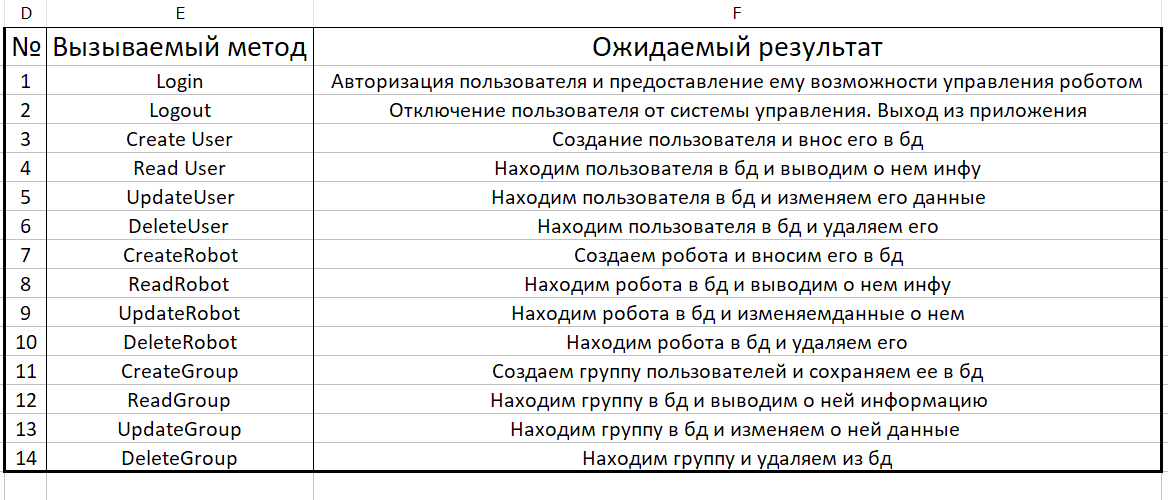 D E F
№ Вызываемый метод Ожидаемый результат
1 Login Авторизация пользователя и предоставление ему возможности управления роботом
2 Logout Отключение пользователя от системы управления. Выход из приложения
3 Create User Создание пользователя и внос его в бд
4 Read User Находим пользователя в бд и выводим о нем инфу
5 UpdateUser Находим пользователя в бд и изменяем его данные
6 DeleteUser Находим пользователя в бд и удаляем его
7 CreateRobot Создаем робота и вносим его в бд
8 ReadRobot Находим робота в бд и выводим о нем инфу
9 UpdateRobot Находим робота в бд и изменяемданные о нем
10 DeleteRobot Находим робота в бд и удаляем его
11 CreateGroup Создаем группу пользователей и сохраняем ее в бд
12 ReadGroup Находим группу в бд и выводим о ней информацию
13 UpdateGroup Находим группу в бд и изменяем о ней данные
14 DeleteGroup Находим группу и удаляем из бд